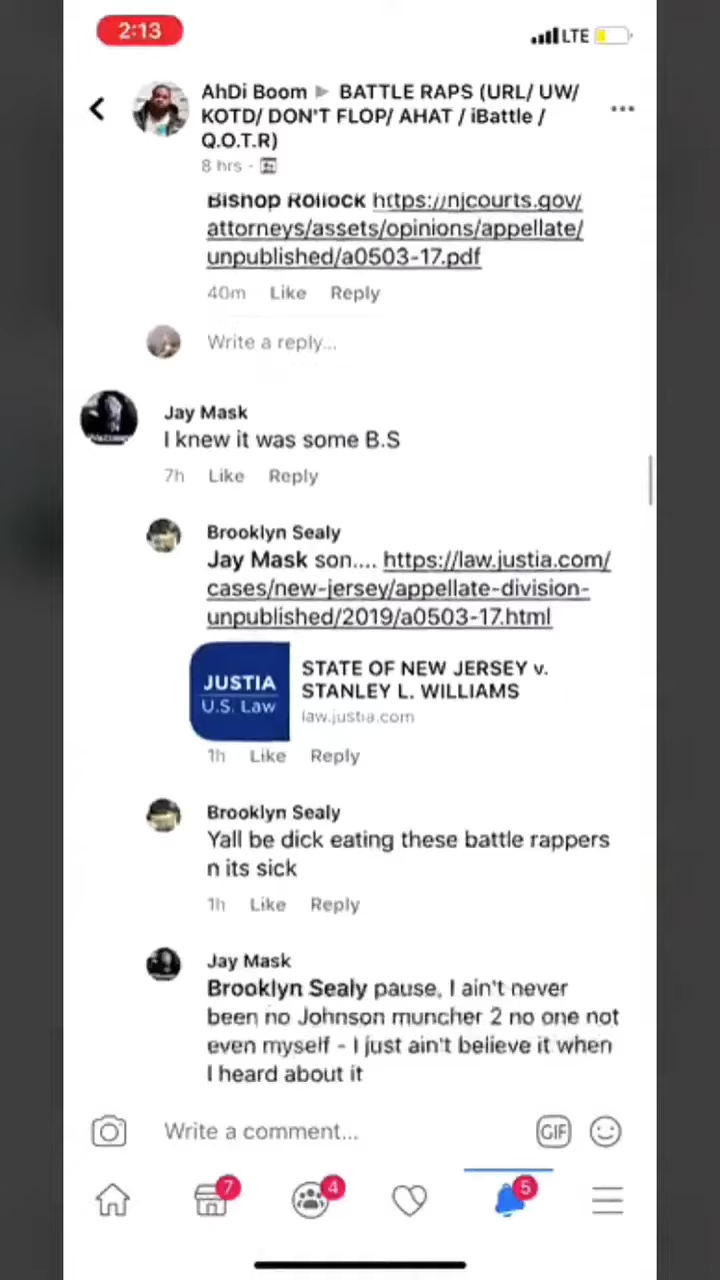 2:13
LTE
AhDi Boom ▶ BATTLE RAPS (URL/ UW/
KOTD/ DON'T FLOP/ AHAT / iBattle /
Q.O.T.R)
8 hrs ·
Bishop Rollock https://njcourts.gov/
attorneys/assets/opinions/appellate/
unpublished/a0503-17.pdf
40m Like Reply
Write a reply...
Jay Mask
I knew it was some B.S
7h Like Reply
Brooklyn Sealy
Jay Mask son.... https://law.justia.com/
cases/new-jersey/appellate-division-
unpublished/2019/a0503-17.html
JUSTIA
U.S. Law
STATE OF NEW JERSEY v.
STANLEY L. WILLIAMS
law.justia.com
1h Like Reply
Brooklyn Sealy
Yall be dick eating these battle rappers
n its sick
1h Like Reply
Jay Mask
Brooklyn Sealy pause, I ain't never
been no Johnson muncher 2 no one not
even myself - I just ain't believe it when
I heard about it
Write a comment...
GIF
7
4
5